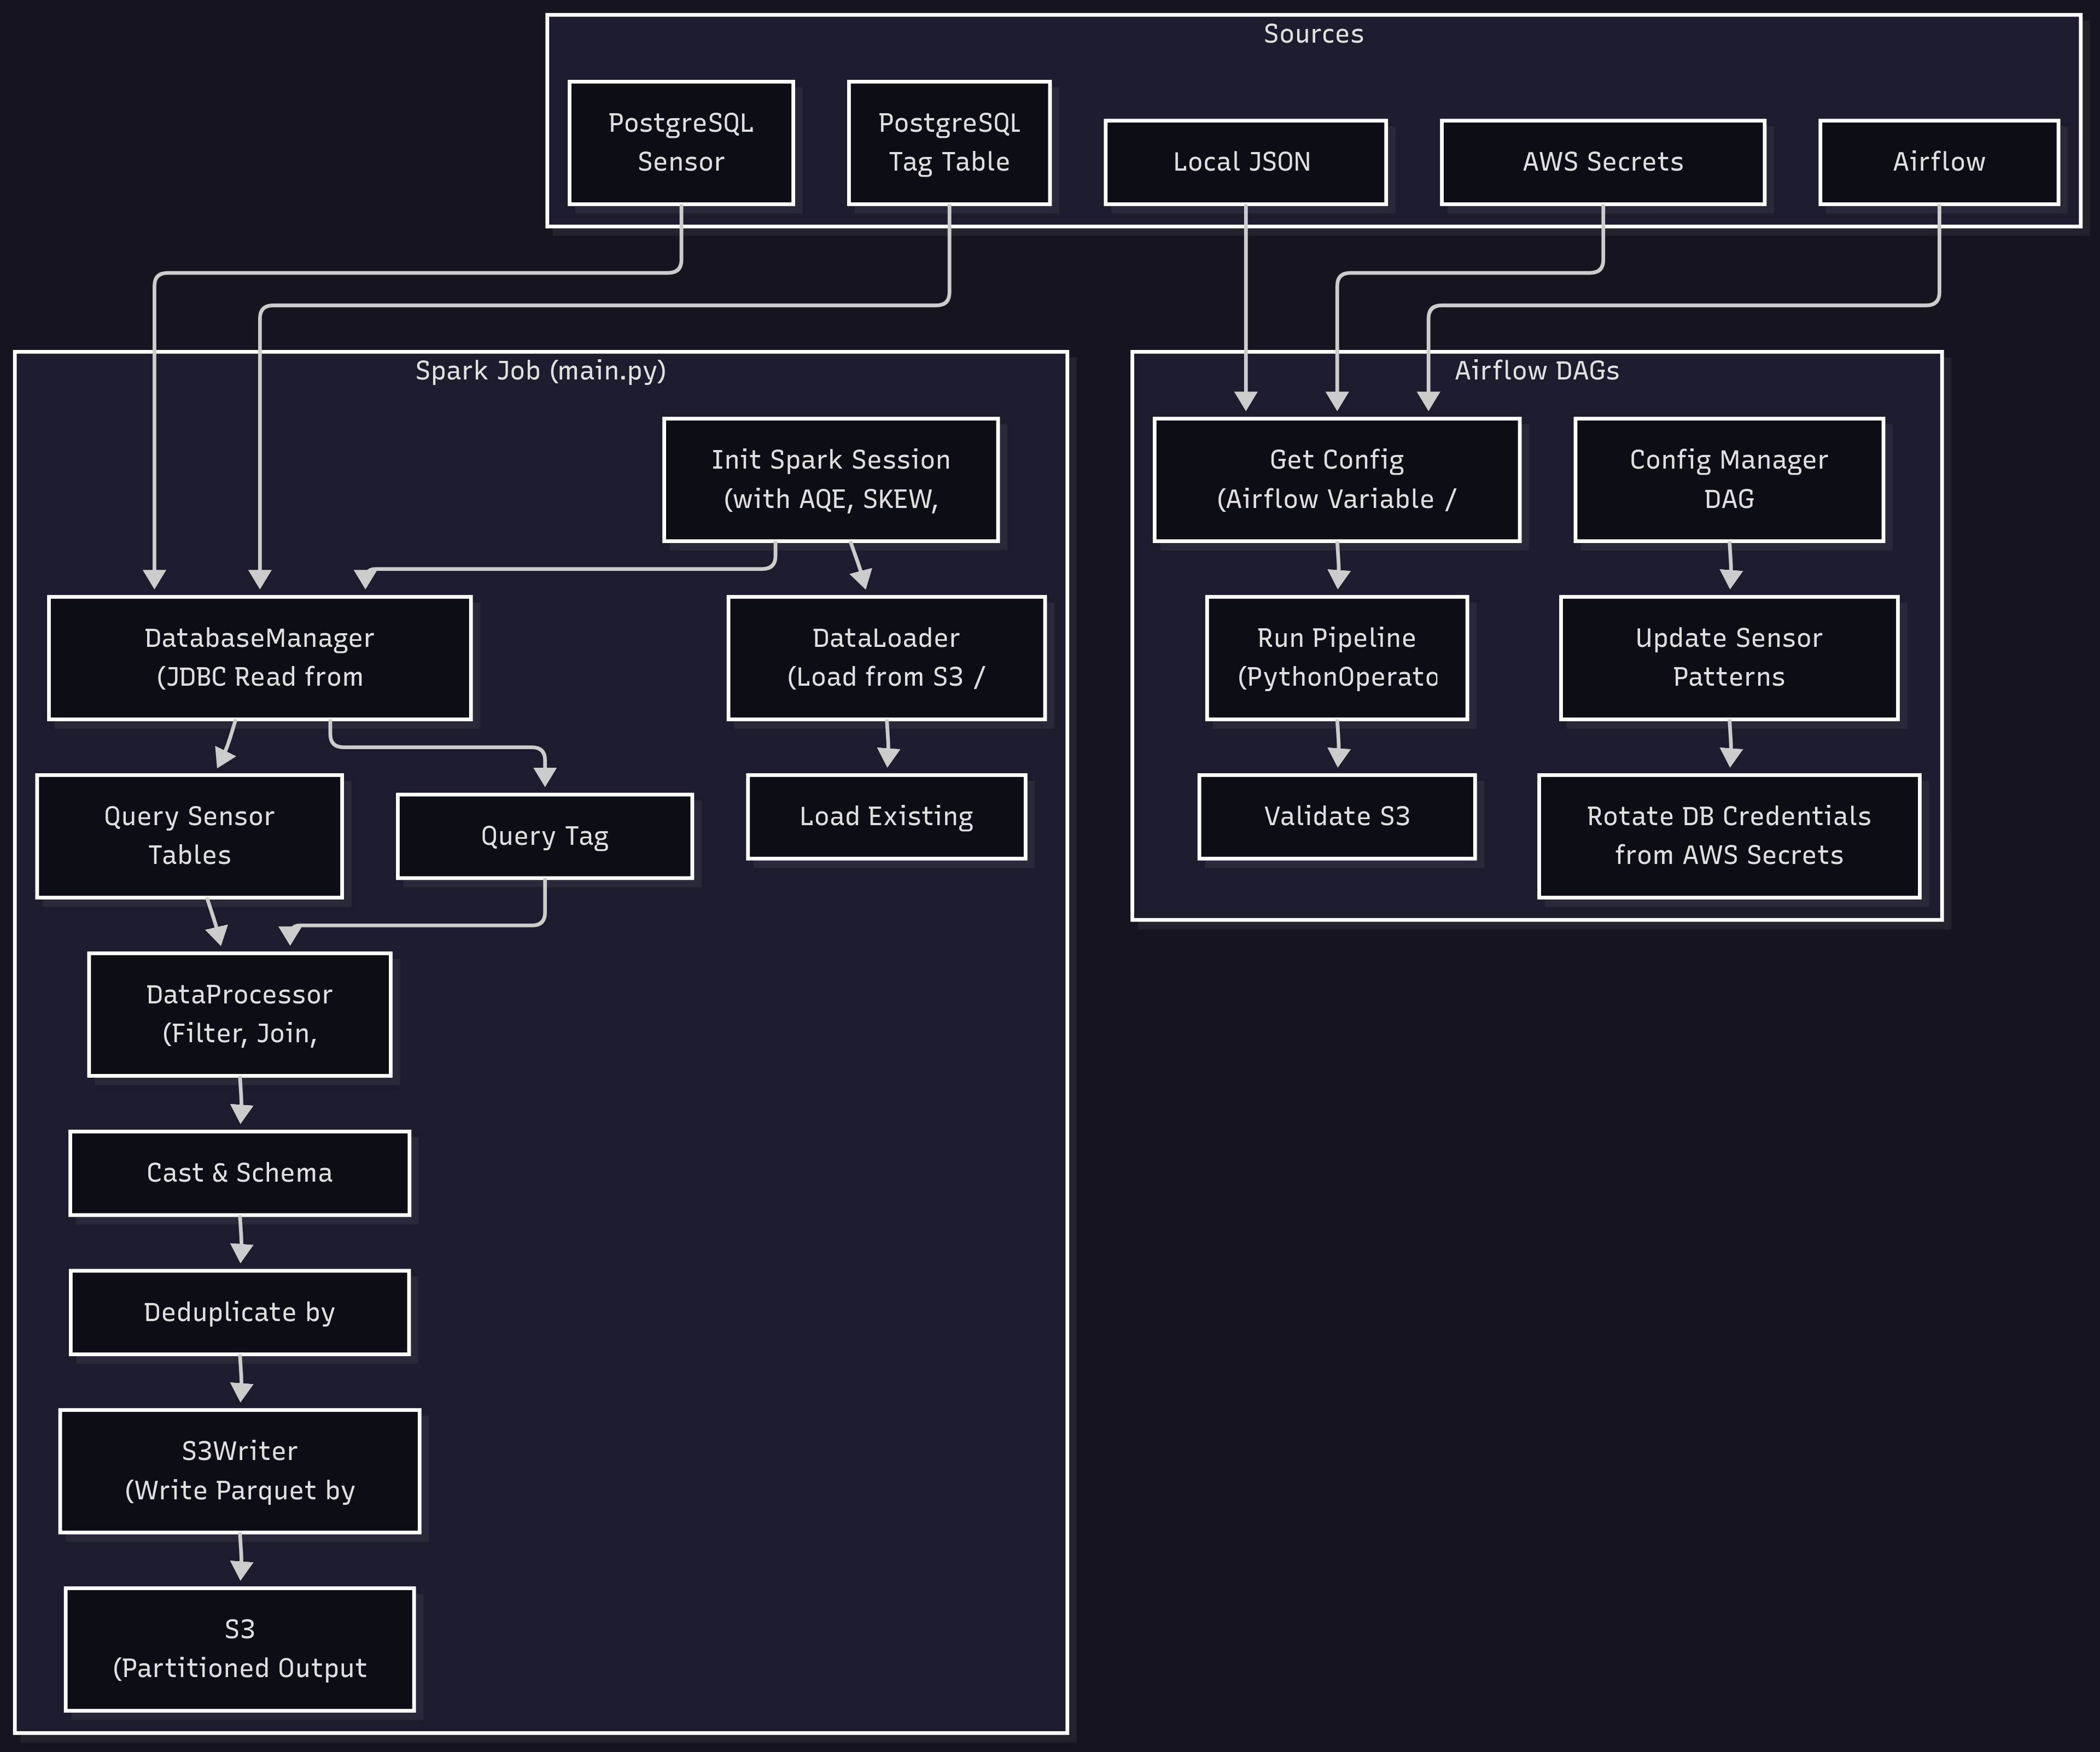 Sources
PostgreSQL
Sensor
PostgreSQL
Tag Table
Local JSON
AWS Secrets
Airflow
Spark Job (main.py)
Init Spark Session
(with AQE, SKEW,
DatabaseManager
(JDBC Read from
DataLoader
(Load from S3 /
Query Sensor
Tables
Query Tag
Load Existing
DataProcessor
(Filter, Join,
Cast & Schema
Deduplicate by
S3Writer
(Write Parquet by
S3
(Partitioned Output
Airflow DAGs
Get Config
(Airflow Variable /
Config Manager
DAG
Run Pipeline
(PythonOperato
Update Sensor
Patterns
Validate S3
Rotate DB Credentials
from AWS Secrets